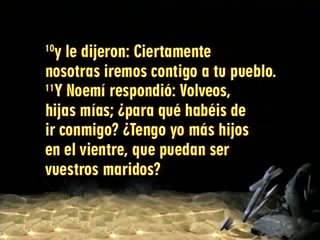 ¹⁰y le dijeron: Ciertamente
nosotras iremos contigo a tu pueblo.
¹¹Y Noemí respondió: Volveos,
hijas mías; ¿para qué habéis de
ir conmigo? ¿Tengo yo más hijos
en el vientre, que puedan ser
vuestros maridos?